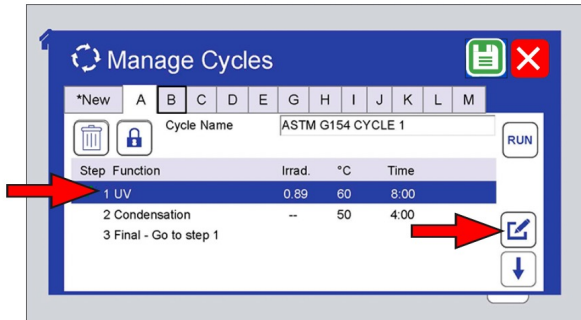 Manage Cycles
*New A B C D E G H I J K L M
Cycle Name ASTM G154 CYCLE 1
RUN
Step Function Irrad. °C Time
1 UV 0.89 60 8:00
2 Condensation -- 50 4:00
3 Final - Go to step 1